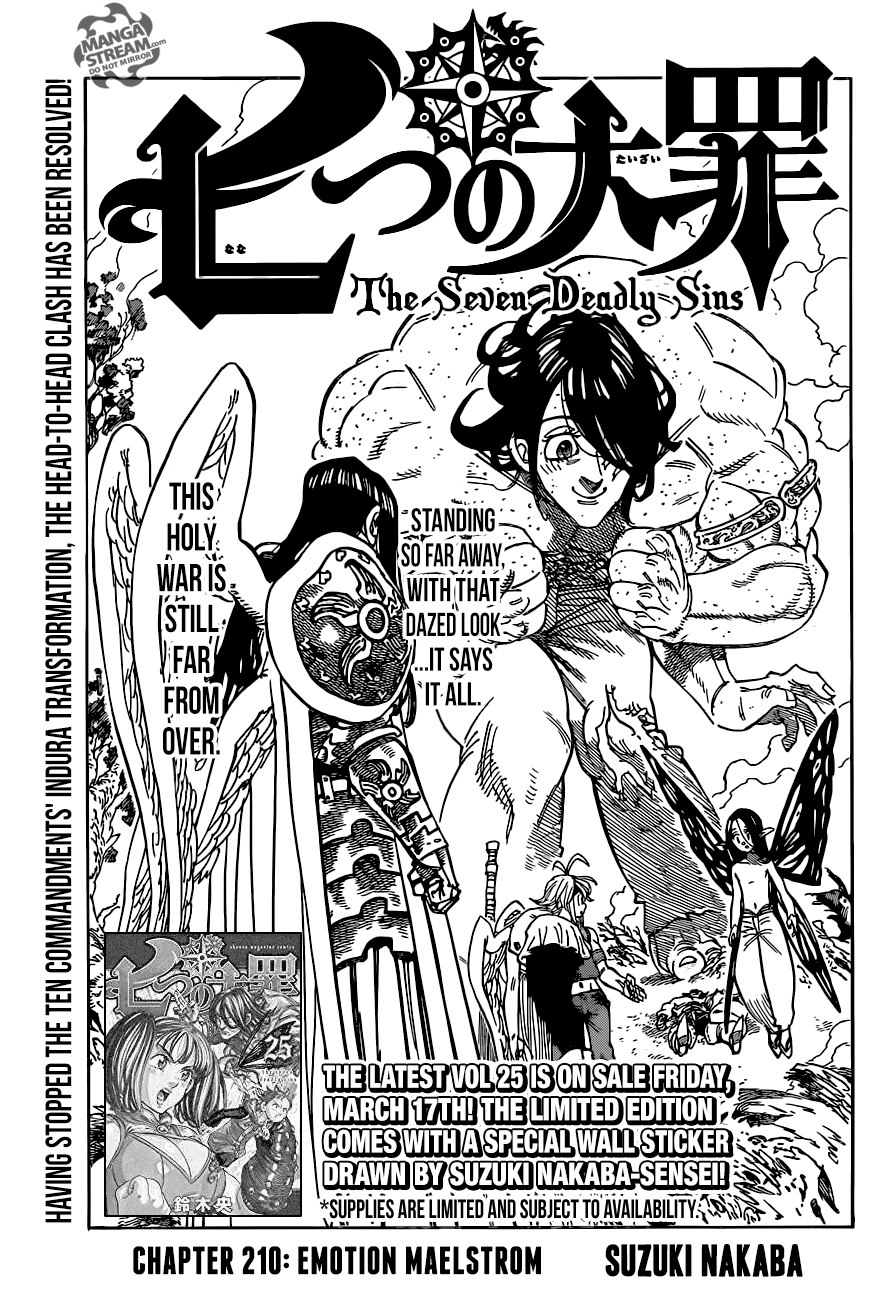 MANGA
STREAM.com
DO NOT MIRROR
七つの大罪
なな
たいざい
The Seven Deadly Sins
HAVING STOPPED THE TEN COMMANDMENTS' INDURA TRANSFORMATION, THE HEAD-TO-HEAD CLASH HAS BEEN RESOLVED!
THIS
HOLY
WAR IS
STILL
FAR
FROM
OVER.
STANDING
SO FAR AWAY,
WITH THAT
DAZED LOOK
...IT SAYS
IT ALL.
shonen magazine comics
七つの大罪
25
鈴木央
THE LATEST VOL 25 IS ON SALE FRIDAY,
MARCH 17TH! THE LIMITED EDITION
COMES WITH A SPECIAL WALL STICKER
DRAWN BY SUZUKI NAKABA-SENSEI!
*SUPPLIES ARE LIMITED AND SUBJECT TO AVAILABILITY.
CHAPTER 210: EMOTION MAELSTROM
SUZUKI NAKABA